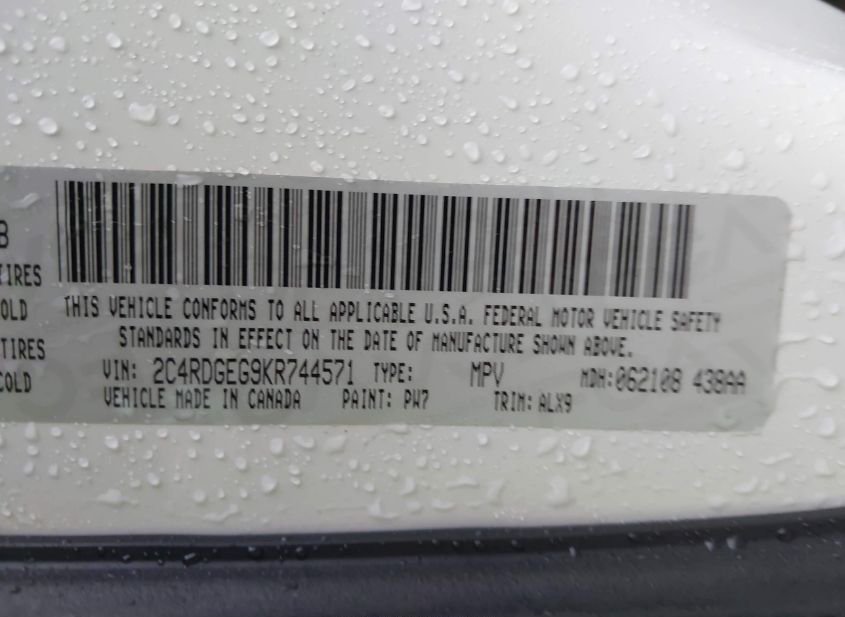 B
TIRES
OLD
TIRES
COLD
THIS VEHICLE CONFORMS TO ALL APPLICABLE U.S.A. FEDERAL MOTOR VEHICLE SAFETY
STANDARDS IN EFFECT ON THE DATE OF MANUFACTURE SHOWN ABOVE.
VIN: 2C4RDGEG9KR744571 TYPE: MPV MDH:062108 438AA
VEHICLE MADE IN CANADA PAINT: PW7 TRIM: ALX9